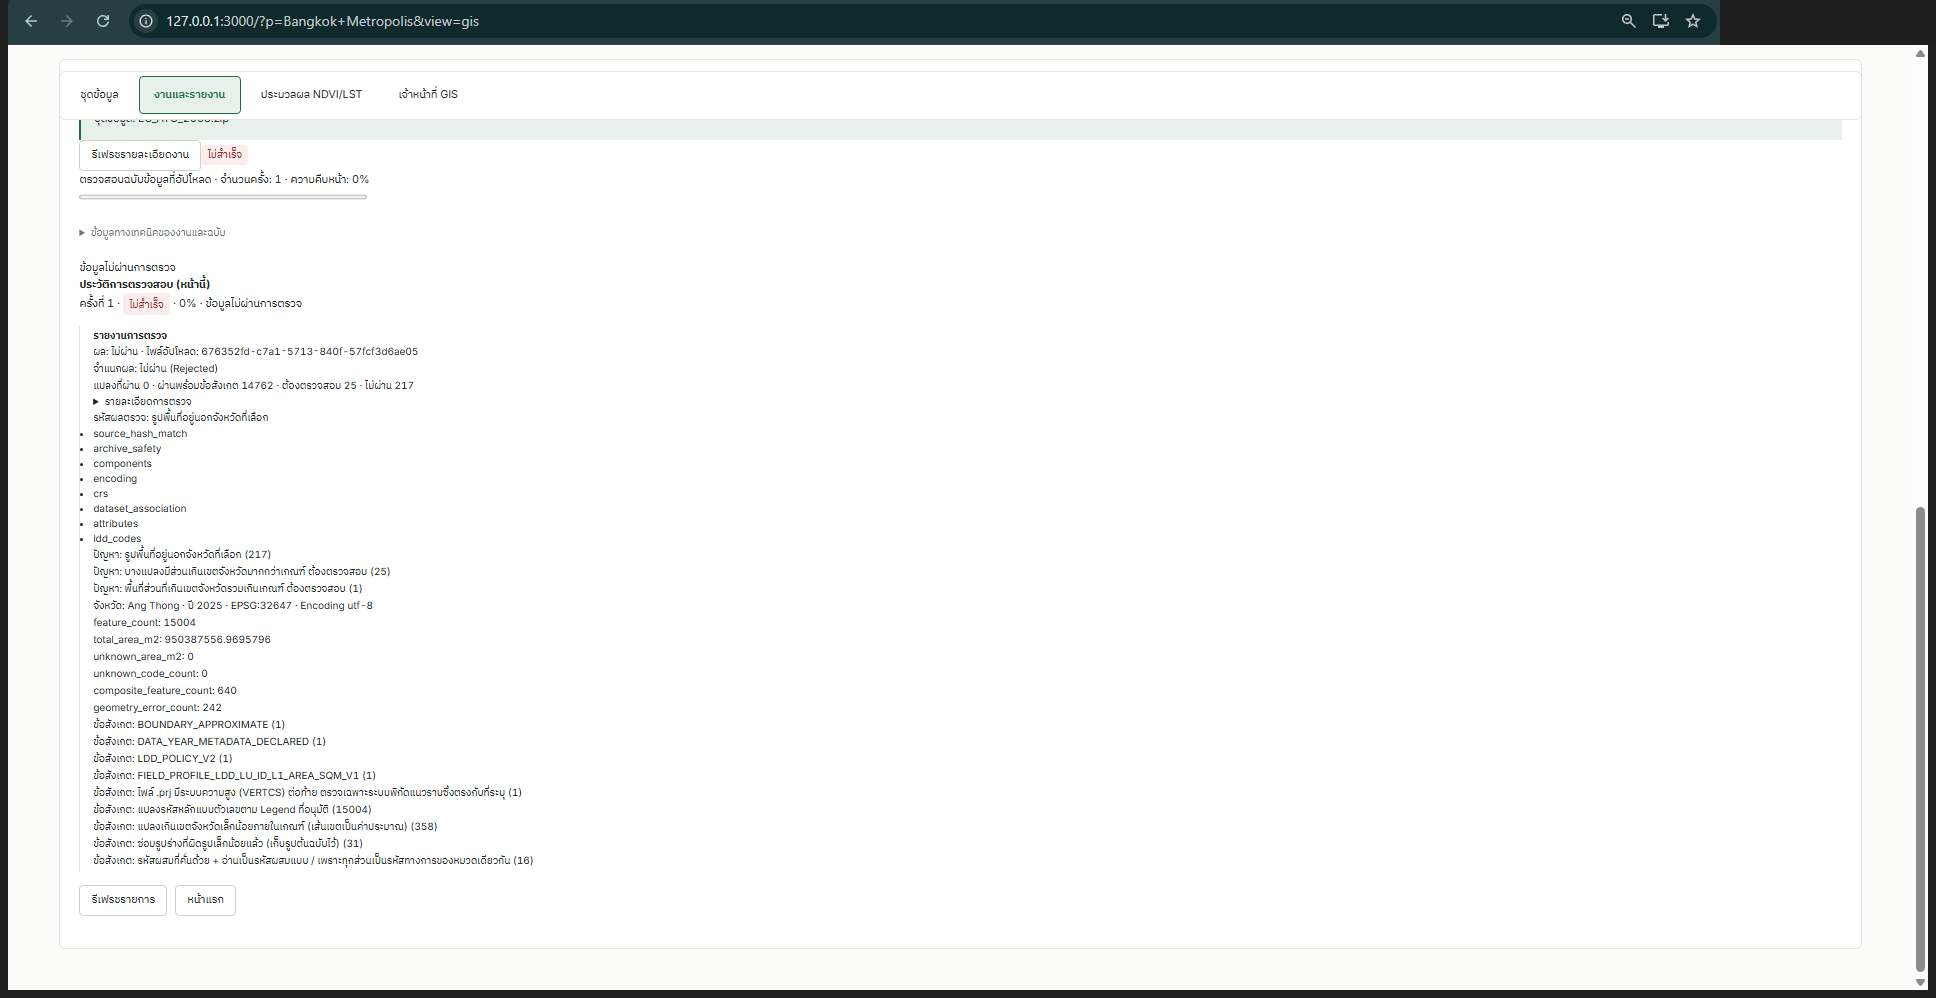 127.0.0.1:3000/?p=Bangkok+Metropolis&view=gis
ชุดข้อมูล
งานและรายงาน
ประมวลผล NDVI/LST
เจ้าหน้าที่ GIS
รีเฟรชรายละเอียดงาน
ไม่สำเร็จ
ตรวจสอบฉบับข้อมูลที่อัปโหลด · จำนวนครั้ง: 1 · ความคืบหน้า: 0%
ข้อมูลทางเทคนิคของงานและฉบับ
ข้อมูลไม่ผ่านการตรวจ
ประวัติการตรวจสอบ (หน้านี้)
ครั้งที่ 1 · ไม่สำเร็จ · 0% · ข้อมูลไม่ผ่านการตรวจ
รายงานการตรวจ
ผล: ไม่ผ่าน · ไฟล์อัปโหลด: 676352fd-c7a1-5713-840f-57fcf3d6ae05
จำแนกผล: ไม่ผ่าน (Rejected)
แปลงที่ผ่าน 0 · ผ่านพร้อมข้อสังเกต 14762 · ต้องตรวจสอบ 25 · ไม่ผ่าน 217
รายละเอียดการตรวจ
รหัสผลตรวจ: รูปพื้นที่อยู่นอกจังหวัดที่เลือก
source_hash_match
archive_safety
components
encoding
crs
dataset_association
attributes
ldd_codes
ปัญหา: รูปพื้นที่อยู่นอกจังหวัดที่เลือก (217)
ปัญหา: บางแปลงมีส่วนเกินเขตจังหวัดมากกว่าเกณฑ์ ต้องตรวจสอบ (25)
ปัญหา: พื้นที่ส่วนที่เกินเขตจังหวัดรวมเกินเกณฑ์ ต้องตรวจสอบ (1)
จังหวัด: Ang Thong · ปี 2025 · EPSG:32647 · Encoding utf-8
feature_count: 15004
total_area_m2: 950387556.9695796
unknown_area_m2: 0
unknown_code_count: 0
composite_feature_count: 640
geometry_error_count: 242
ข้อสังเกต: BOUNDARY_APPROXIMATE (1)
ข้อสังเกต: DATA_YEAR_METADATA_DECLARED (1)
ข้อสังเกต: LDD_POLICY_V2 (1)
ข้อสังเกต: FIELD_PROFILE_LDD_LU_ID_L1_AREA_SQM_V1 (1)
ข้อสังเกต: ไฟล์ .prj มีระบบความสูง (VERTCS) ต่อท้าย ตรวจเฉพาะระบบพิกัดแนวราบซึ่งตรงกับที่ระบุ (1)
ข้อสังเกต: แปลงรหัสหลักแบบตัวเลขตาม Legend ที่อนุมัติ (15004)
ข้อสังเกต: แปลงเกินเขตจังหวัดเล็กน้อยภายในเกณฑ์ (เส้นเขตเป็นค่าประมาณ) (358)
ข้อสังเกต: ซ่อมรูปร่างที่ผิดรูปเล็กน้อยแล้ว (เก็บรูปต้นฉบับไว้) (31)
ข้อสังเกต: รหัสผสมที่คั่นด้วย + อ่านเป็นรหัสผสมแบบ / เพราะทุกส่วนเป็นรหัสทางการของหมวดเดียวกัน (16)
รีเฟรชรายการ
หน้าแรก